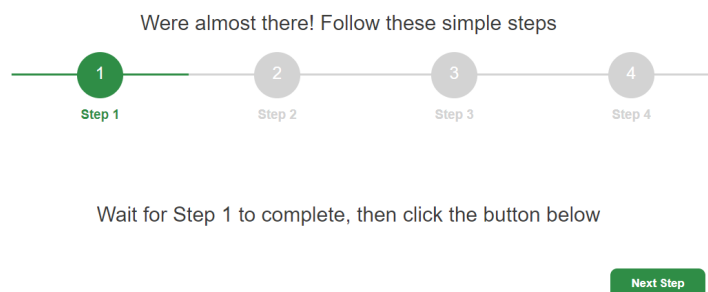 Were almost there! Follow these simple steps
1 2 3 4
Step 1 Step 2 Step 3 Step 4
Wait for Step 1 to complete, then click the button below
Next Step